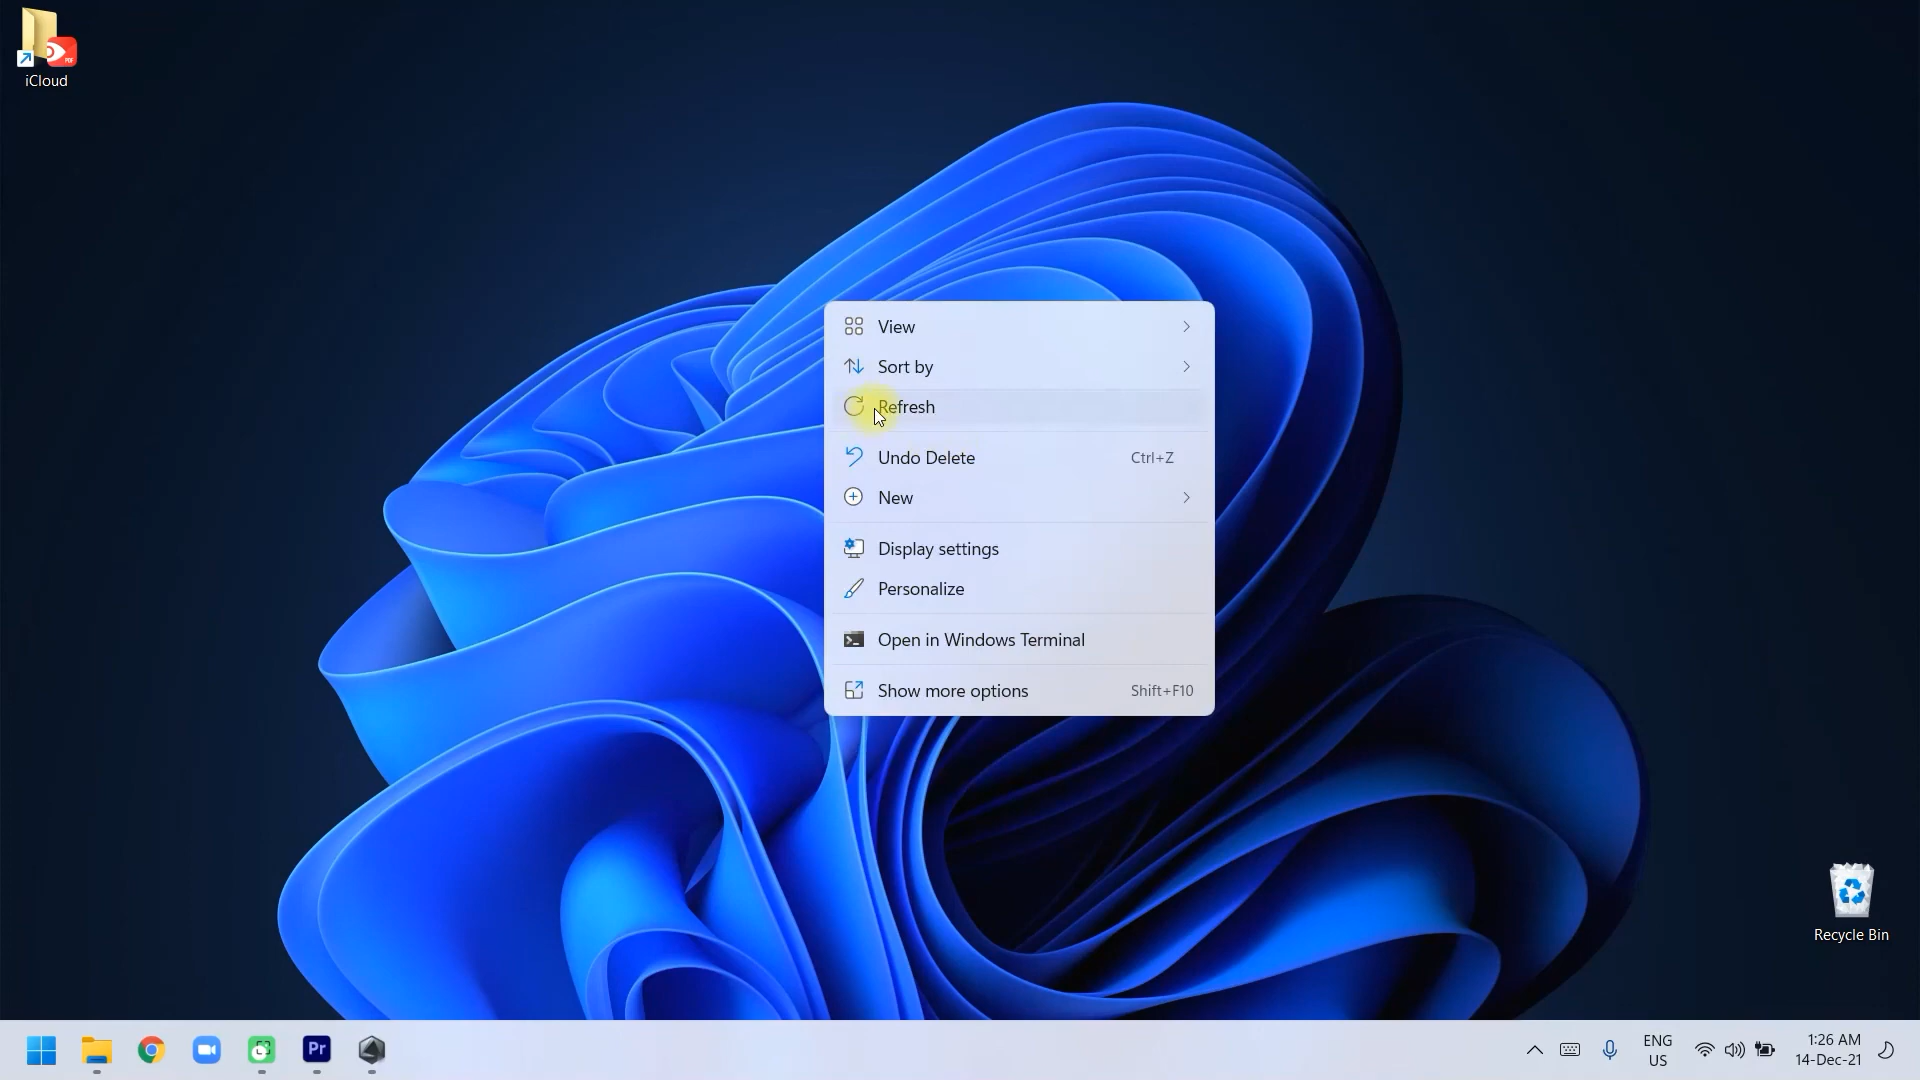 iCloud
View
Sort by
Refresh
Undo Delete Ctrl+Z
New
Display settings
Personalize
Open in Windows Terminal
Show more options Shift+F10
Recycle Bin
Pr
ENG
US
1:26 AM
14-Dec-21